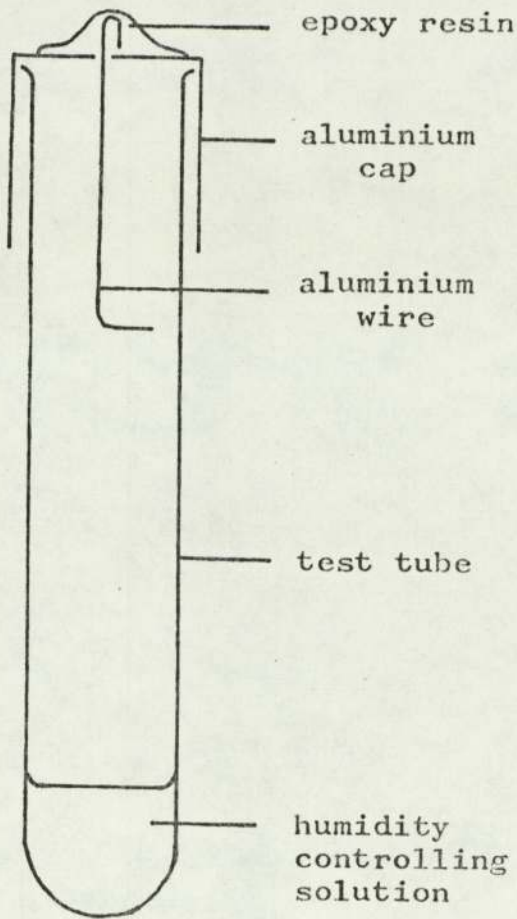 epoxy resin
aluminium
cap
aluminium
wire
test tube
humidity
controlling
solution